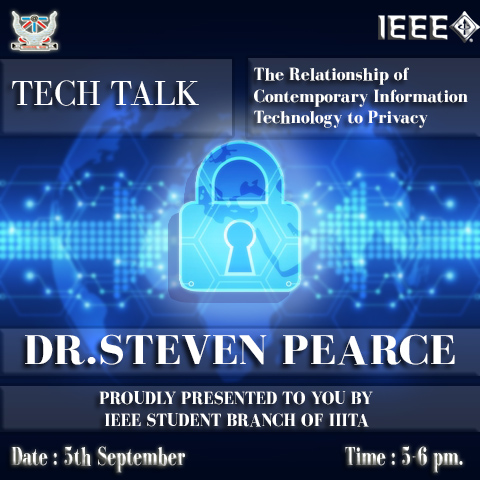 IEEE
TECH TALK
The Relationship of
Contemporary Information
Technology to Privacy
DR.STEVEN PEARCE
PROUDLY PRESENTED TO YOU BY
IEEE STUDENT BRANCH OF IIITA
Date : 5th September
Time : 5-6 pm.